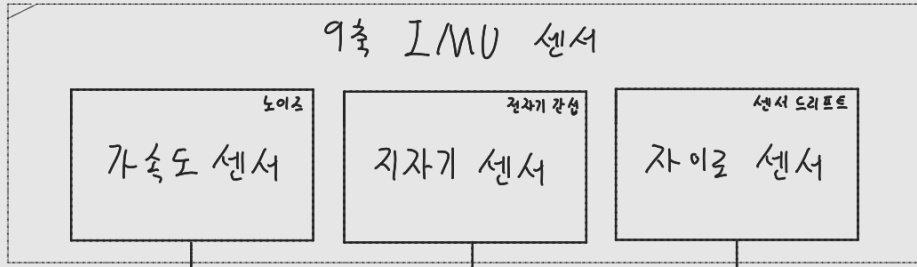 9축 IMU 센서
노이즈
가속도 센서
전자기 간섭
지자기 센서
센서 드리프트
자이로 센서